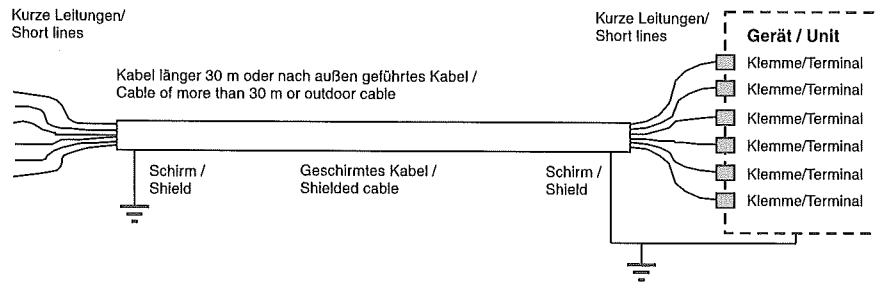 Kurze Leitungen/
Short lines
Kurze Leitungen/
Short lines
Gerät / Unit
Klemme/Terminal
Kabel länger 30 m oder nach außen geführtes Kabel /
Cable of more than 30 m or outdoor cable
Klemme/Terminal
Klemme/Terminal
Klemme/Terminal
Klemme/Terminal
Klemme/Terminal
Schirm /
Shield
Geschirmtes Kabel /
Shielded cable
Schirm /
Shield